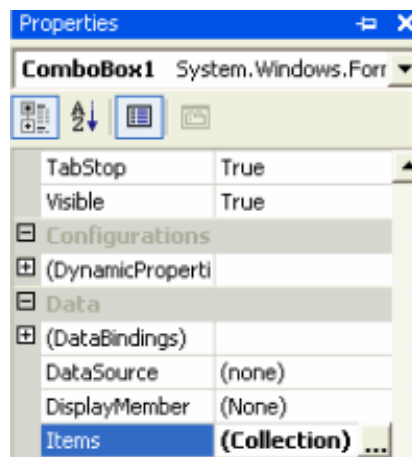 Properties
ComboBox1 System.Windows.Forr
TabStop True
Visible True
Configurations
(DynamicProperti
Data
(DataBindings)
DataSource (none)
DisplayMember (None)
Items (Collection) ...